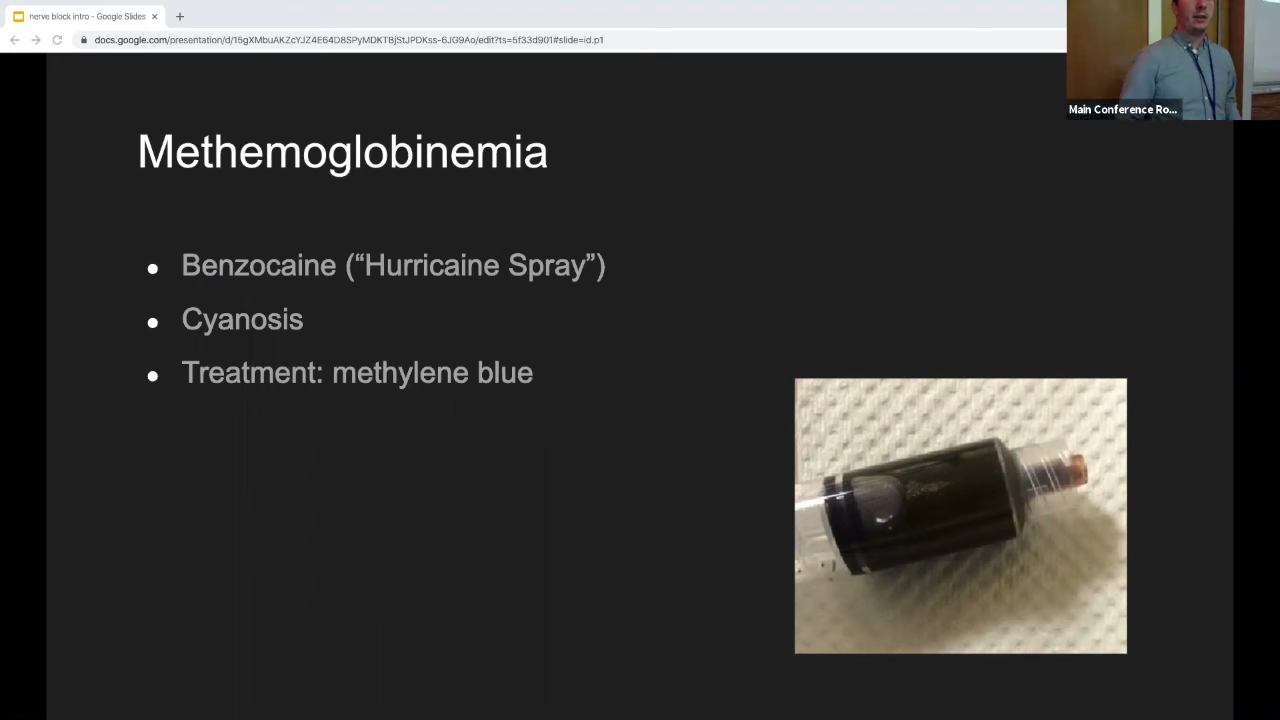 nerve block intro - Google Slides
docs.google.com/presentation/d/15gXMbuAKZcYJZ4E64D8SPyMDKTBjStJPDKss-6JG9Ao/edit?ts=5f33d901#slide=id.p1
Main Conference Ro...
Methemoglobinemia
● Benzocaine (“Hurricaine Spray”)
● Cyanosis
● Treatment: methylene blue